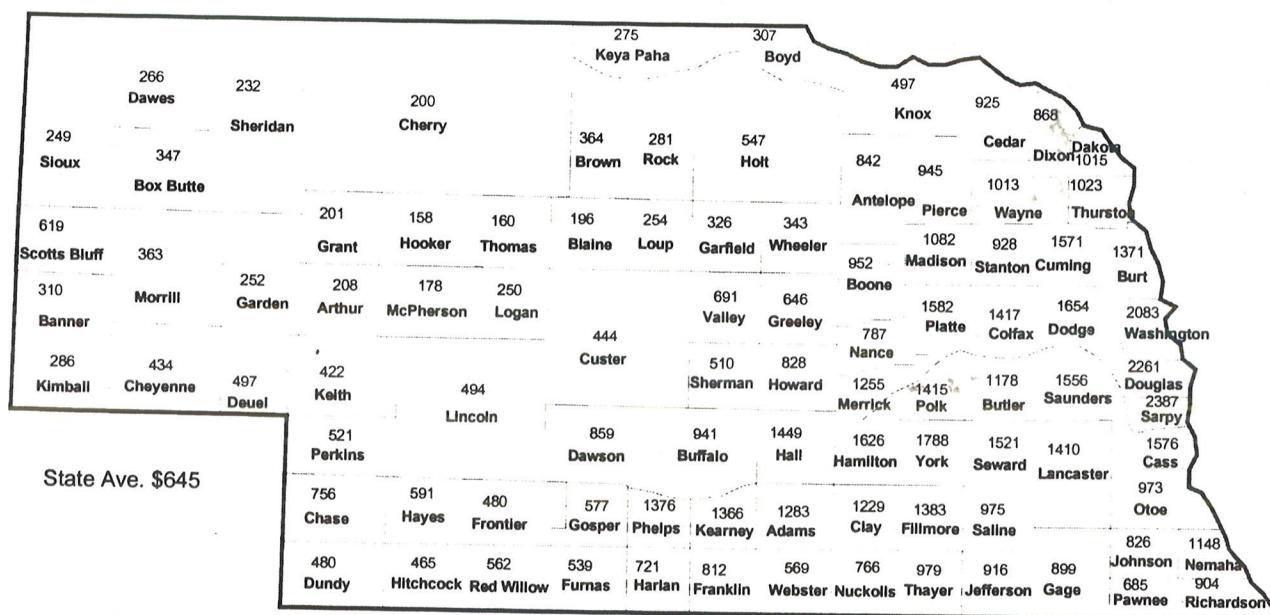 275
Keya Paha
307
Boyd
266
Dawes
232
Sheridan
200
Cherry
497
Knox
925
Cedar
868
Dixon
Dakota
1015
249
Sioux
347
Box Butte
364
Brown
281
Rock
547
Holt
842
Antelope
945
Pierce
1013
Wayne
1023
Thurston
619
Scotts Bluff
363
Morrill
252
Garden
201
Grant
158
Hooker
160
Thomas
196
Blaine
254
Loup
326
Garfield
343
Wheeler
952
Boone
1082
Madison
928
Stanton
1571
Cuming
1371
Burt
310
Banner
208
Arthur
178
McPherson
250
Logan
444
Custer
691
Valley
646
Greeley
787
Nance
1582
Platte
1417
Colfax
1654
Dodge
2083
Washington
286
Kimball
434
Cheyenne
497
Deuel
422
Keith
494
Lincoln
510
Sherman
828
Howard
1255
Merrick
1415
Polk
1178
Butler
1556
Saunders
2261
Douglas
2387
Sarpy
State Ave. $645
521
Perkins
859
Dawson
941
Buffalo
1449
Hall
1626
Hamilton
1788
York
1521
Seward
1410
Lancaster
1576
Cass
973
Otoe
756
Chase
591
Hayes
480
Frontier
577
Gosper
1376
Phelps
1366
Kearney
1283
Adams
1229
Clay
1383
Fillmore
975
Saline
826
Johnson
1148
Nemaha
480
Dundy
465
Hitchcock
562
Red Willow
539
Furnas
721
Harlan
812
Franklin
569
Webster
766
Nuckolls
979
Thayer
916
Jefferson
899
Gage
685
Pawnee
904
Richardson